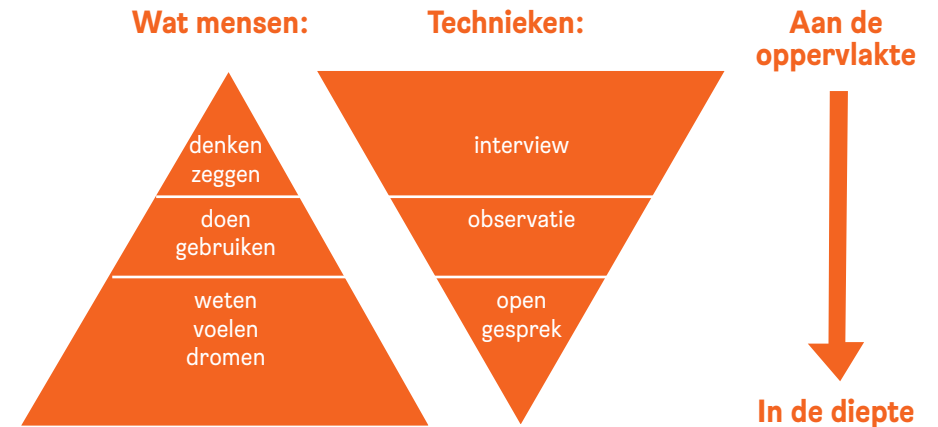 Wat mensen:
denken
zeggen
doen
gebruiken
weten
voelen
dromen
Technieken:
interview
observatie
open
gesprek
Aan de
oppervlakte
In de diepte